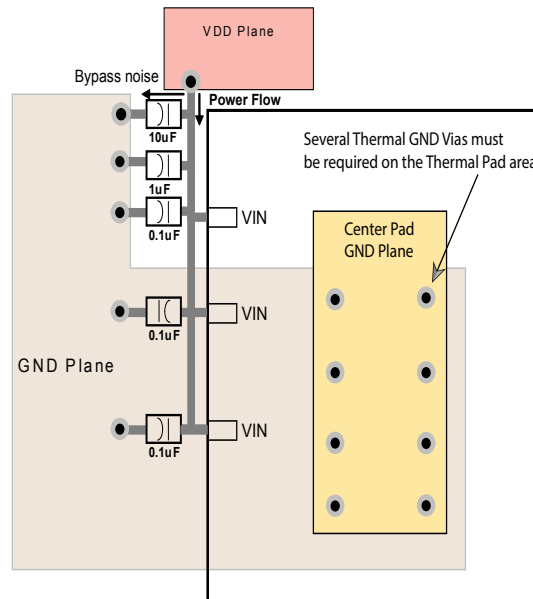 VDD Plane
Bypass noise
Power Flow
10uF
Several Thermal GND Vias must
be required on the Thermal Pad area
1uF
0.1uF
VIN
Center Pad
GND Plane
VIN
0.1uF
GND Plane
VIN
0.1uF